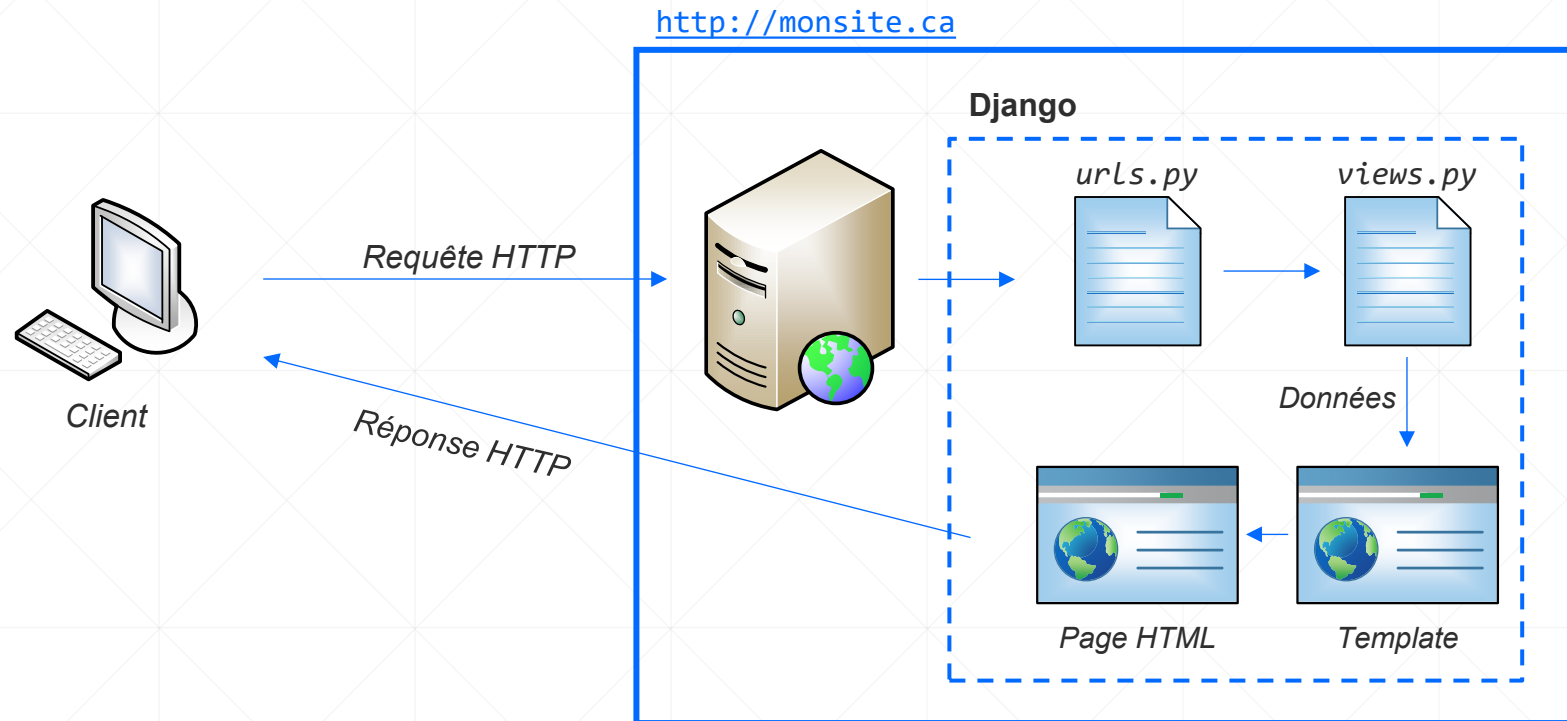 http://monsite.ca
Django
urls.py
views.py
Requête HTTP
Client
Données
Réponse HTTP
Page HTML
Template